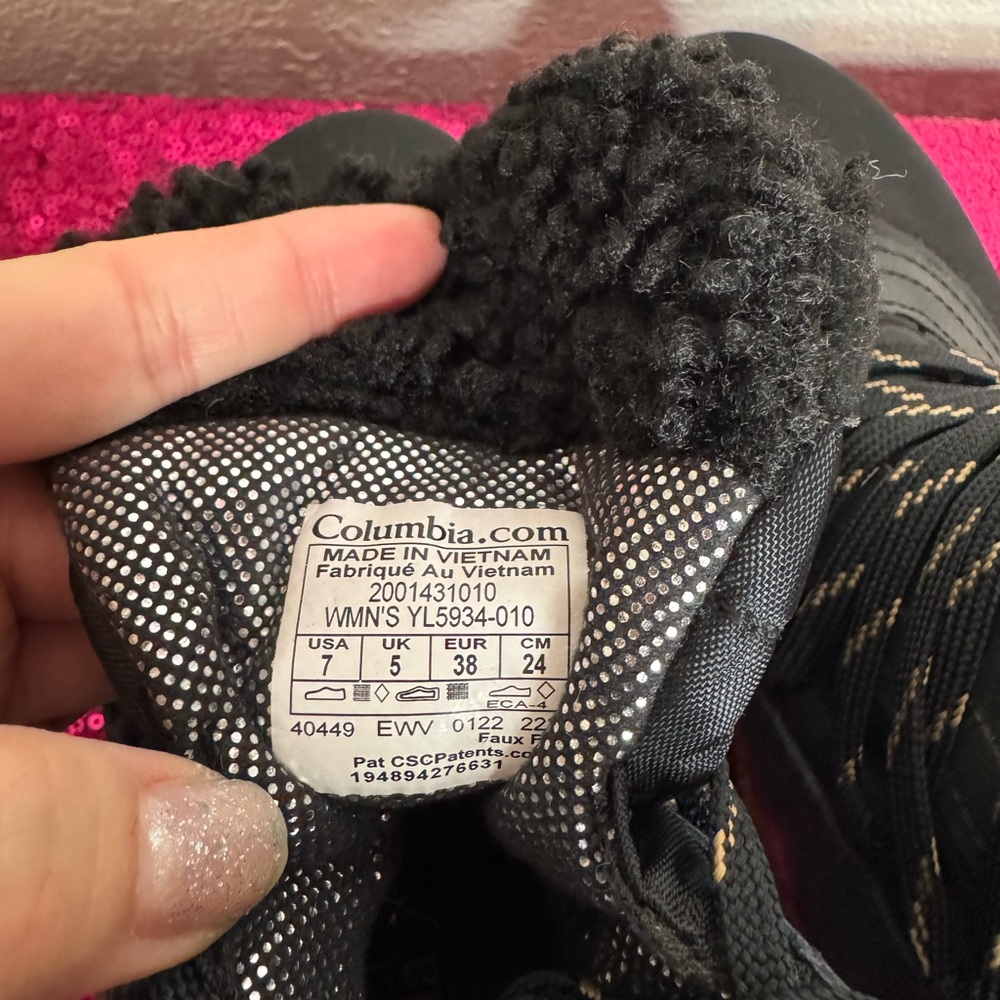 Columbia.com
MADE IN VIETNAM
Fabriqué Au Vietnam
2001431010
WMN'S YL5934-010
USA UK EUR CM
7 5 38 24
ECA-4
40449 EWV 0122
Faux
Pat CSCPatents.co
194894276631